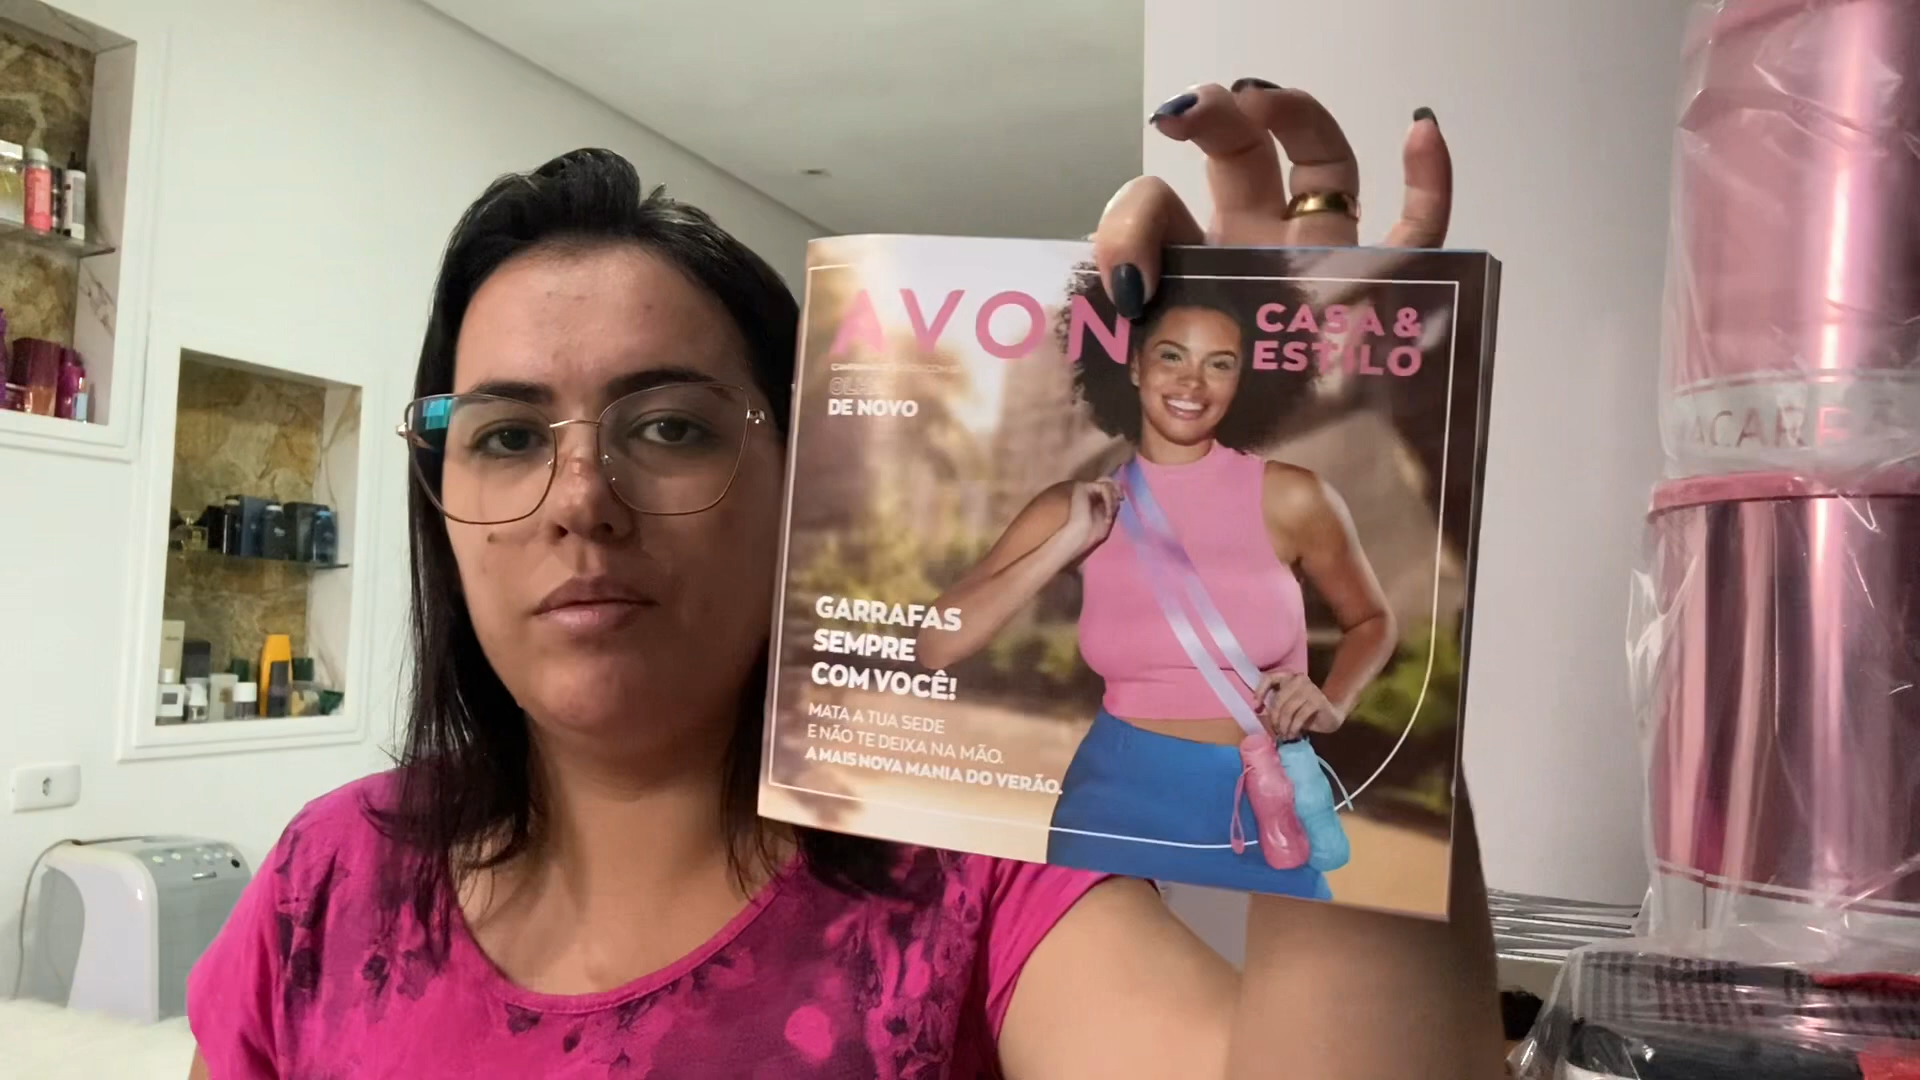 AVON
CASA &
ESTILO
DE NOVO
GARRAFAS
SEMPRE
COM VOCÊ!
MATA A TUA SEDE
E NÃO TE DEIXA NA MÃO.
A MAIS NOVA MANIA DO VERÃO.